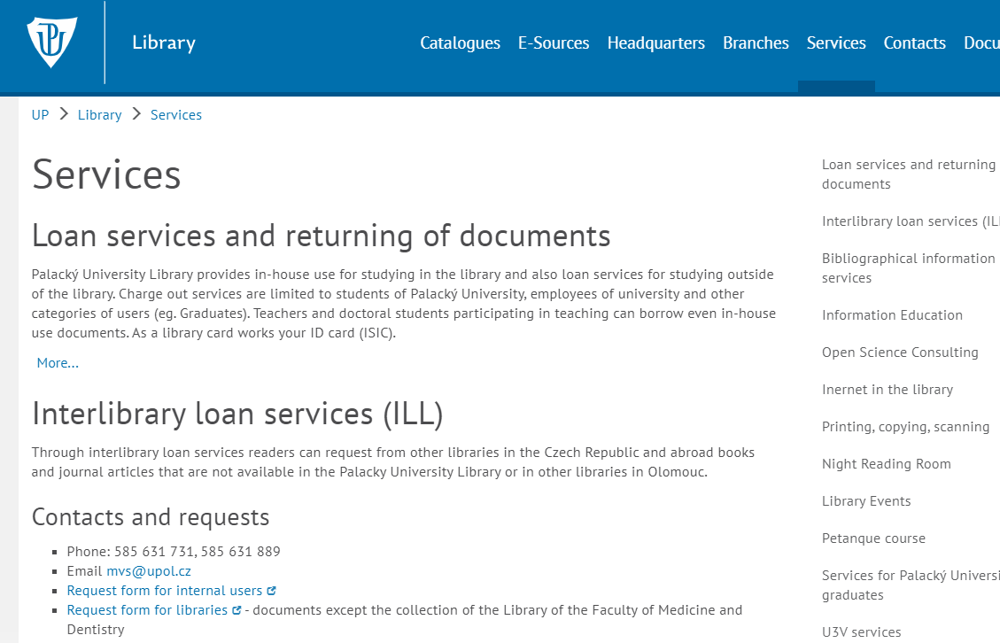 UP
Library
Catalogues E-Sources Headquarters Branches Services Contacts Docu
UP Library Services
Services
Loan services and returning of documents
Palacký University Library provides in-house use for studying in the library and also loan services for studying outside
of the library. Charge out services are limited to students of Palacký University, employees of university and other
categories of users (eg. Graduates). Teachers and doctoral students participating in teaching can borrow even in-house
use documents. As a library card works your ID card (ISIC).
More...
Interlibrary loan services (ILL)
Through interlibrary loan services readers can request from other libraries in the Czech Republic and abroad books
and journal articles that are not available in the Palacky University Library or in other libraries in Olomouc.
Contacts and requests
Phone: 585 631 731, 585 631 889
Email mvs@upol.cz
Request form for internal users
Request form for libraries - documents except the collection of the Library of the Faculty of Medicine and
Dentistry
Loan services and returning
documents
Interlibrary loan services (ILL
Bibliographical information
services
Information Education
Open Science Consulting
Inernet in the library
Printing, copying, scanning
Night Reading Room
Library Events
Petanque course
Services for Palacký Universi
graduates
U3V services